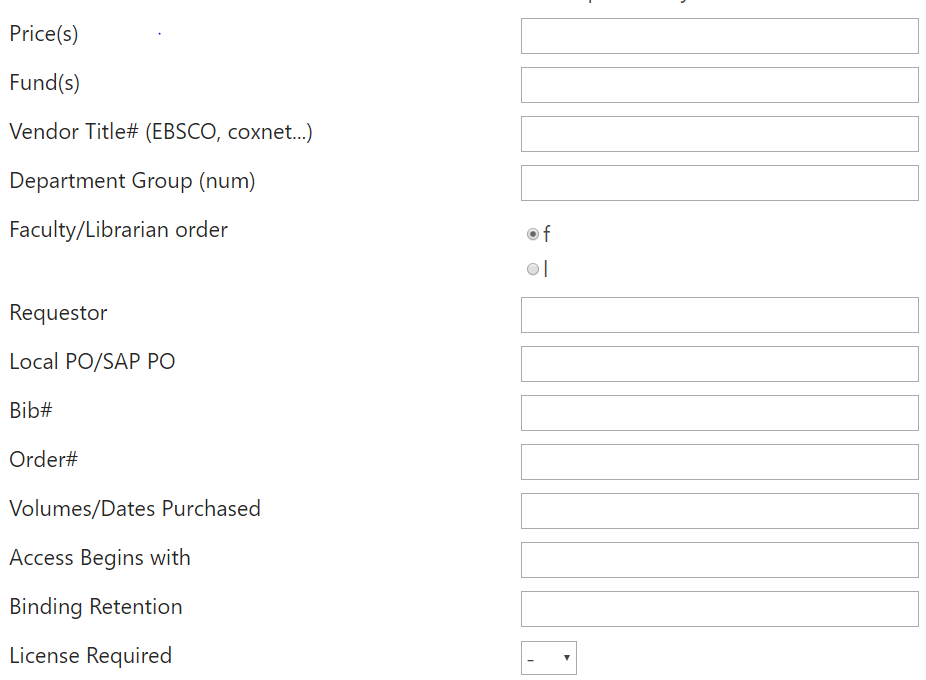 Price(s)
Fund(s)
Vendor Title# (EBSCO, coxnet...)
Department Group (num)
Faculty/Librarian order
f
l
Requestor
Local PO/SAP PO
Bib#
Order#
Volumes/Dates Purchased
Access Begins with
Binding Retention
License Required
-